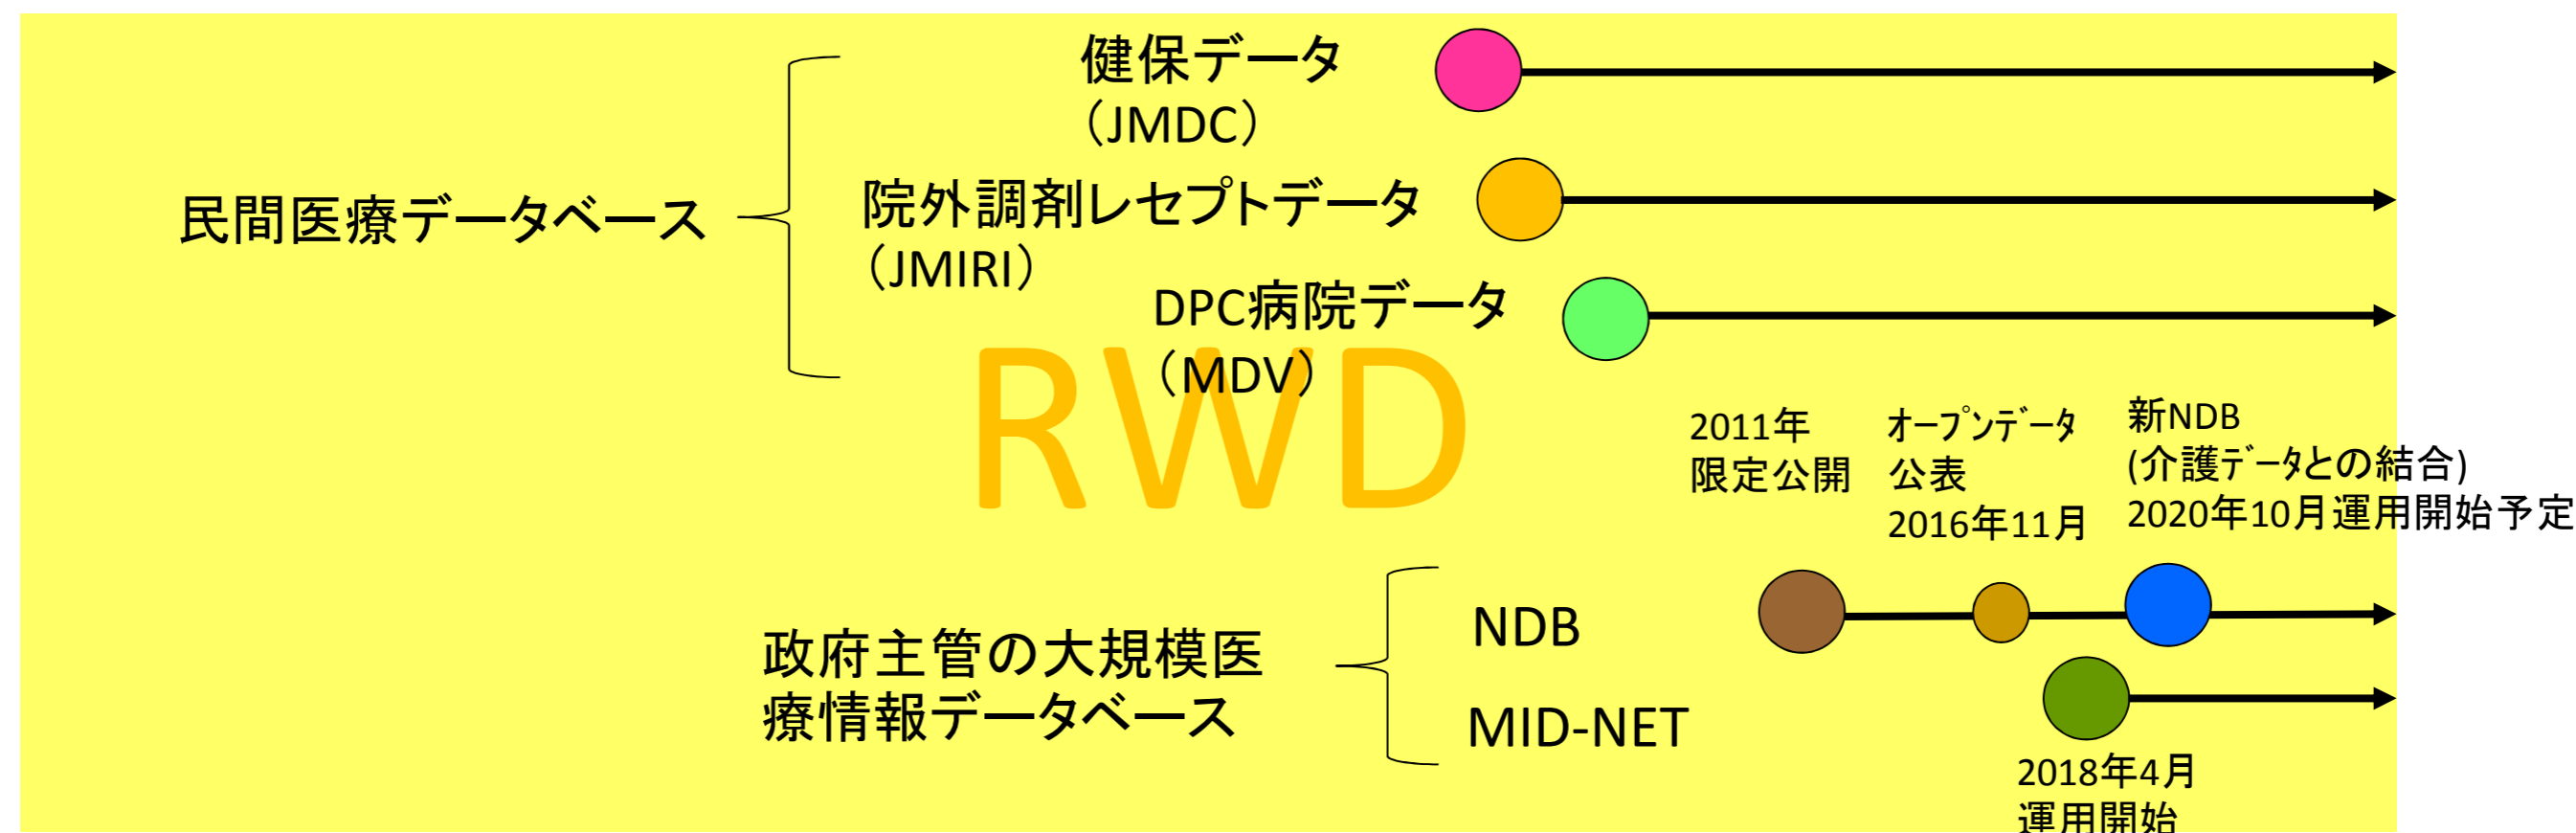 健保データ
（JMDC）
民間医療データベース
院外調剤レセプトデータ
（JMIRI）
DPC病院データ
（MDV）
RWD
2011年
限定公開
ｵｰﾌﾟﾝﾃﾞｰﾀ
公表
2016年11月
新NDB
(介護ﾃﾞｰﾀとの結合)
2020年10月運用開始予定
政府主管の大規模医
療情報データベース
NDB
MID-NET
2018年4月
運用開始